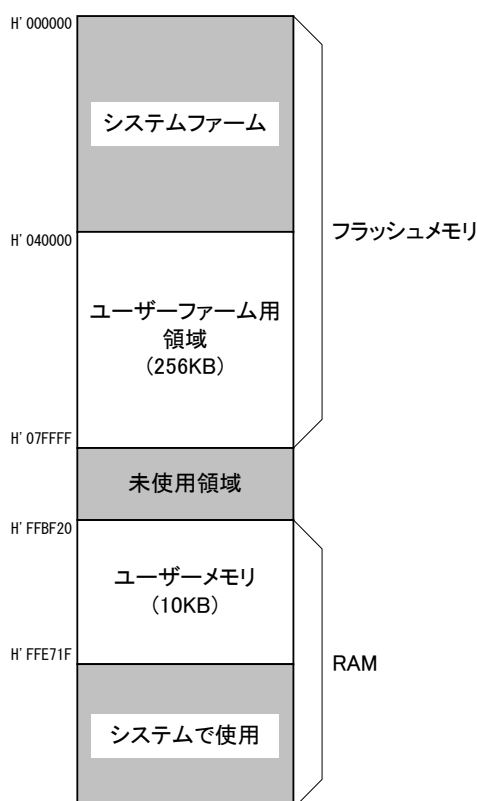 H' 000000
システムファーム
フラッシュメモリ
H' 040000
ユーザーファーム用
領域
(256KB)
H' 07FFFF
未使用領域
H' FFBF20
ユーザーメモリ
(10KB)
H' FFE71F
RAM
システムで使用